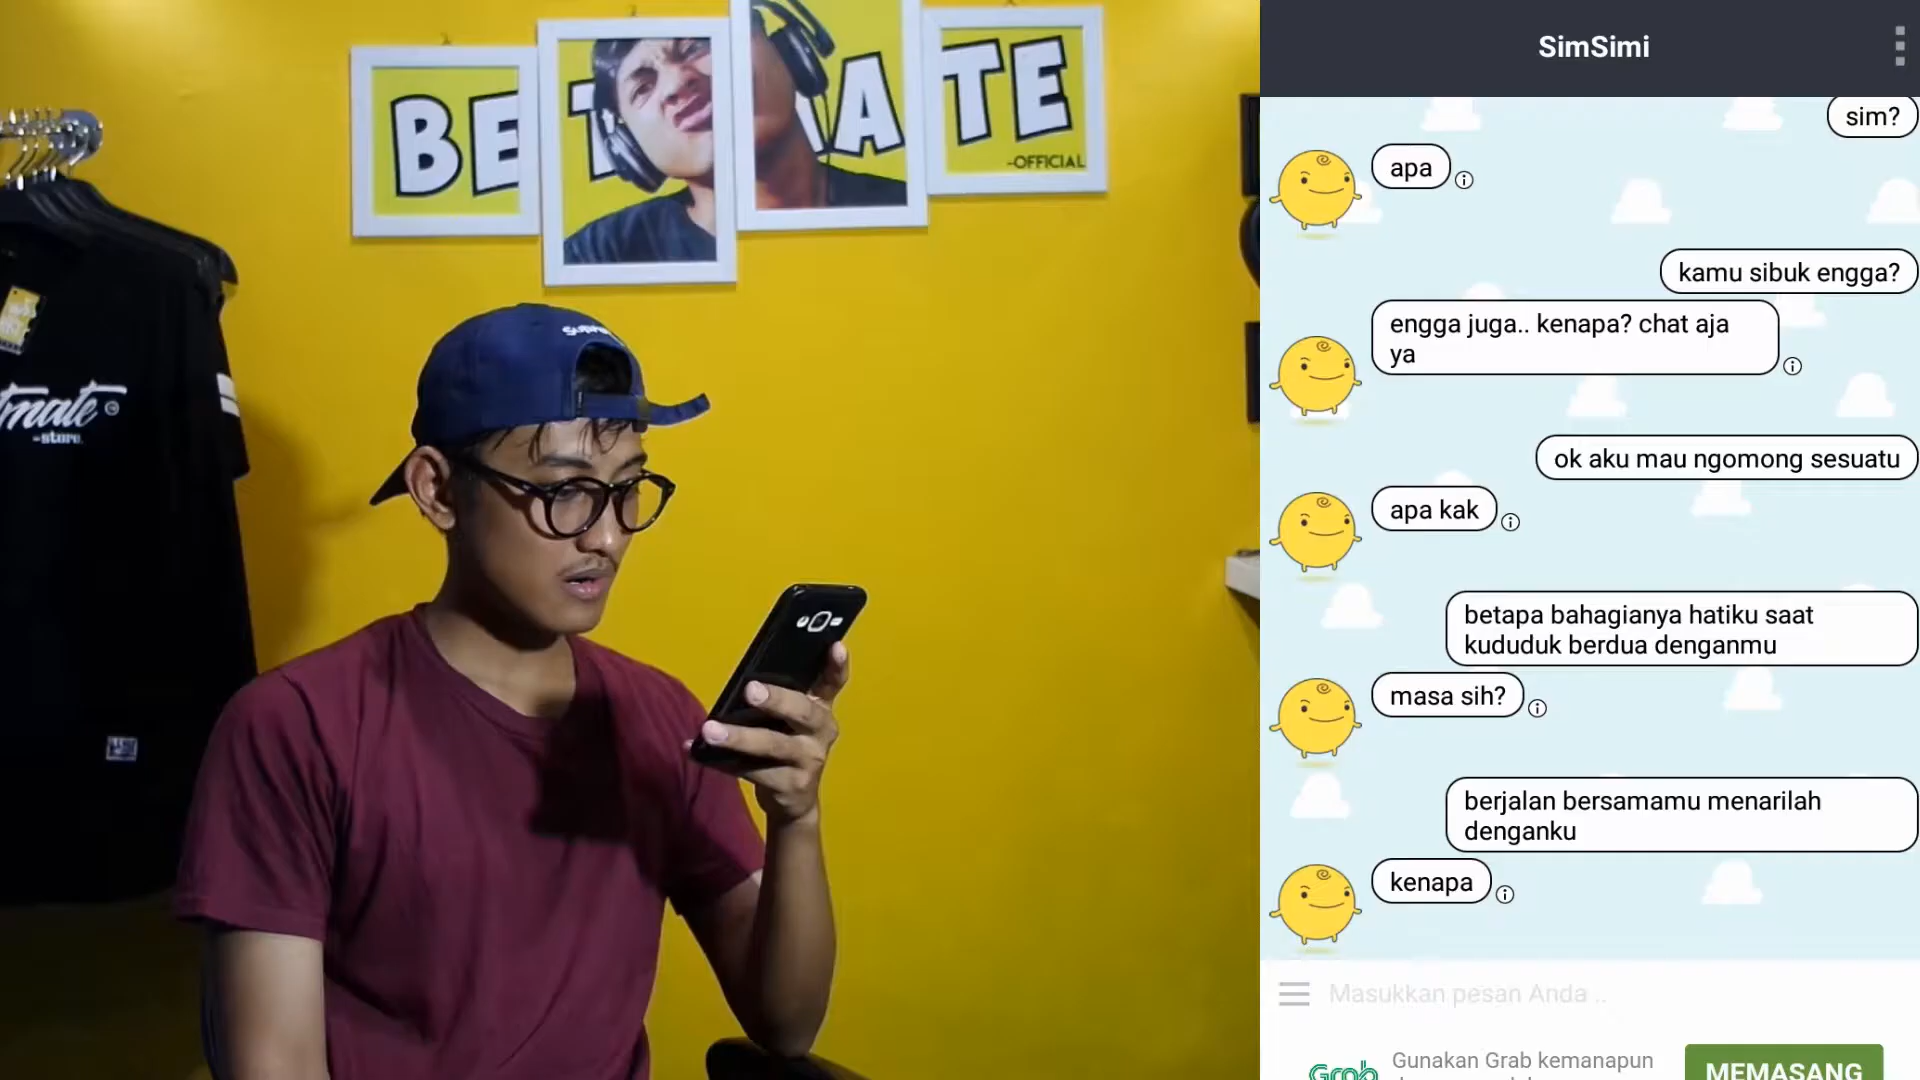 BE
ATE
-OFFICIAL
tmate
-store.
SimSimi
sim?
apa
kamu sibuk engga?
engga juga.. kenapa? chat aja
ya
ok aku mau ngomong sesuatu
apa kak
betapa bahagianya hatiku saat
kududuk berdua denganmu
masa sih?
berjalan bersamamu menarilah
denganku
kenapa
Masukkan pesan Anda ..
Grab
Gunakan Grab kemanapun
MEMASANG